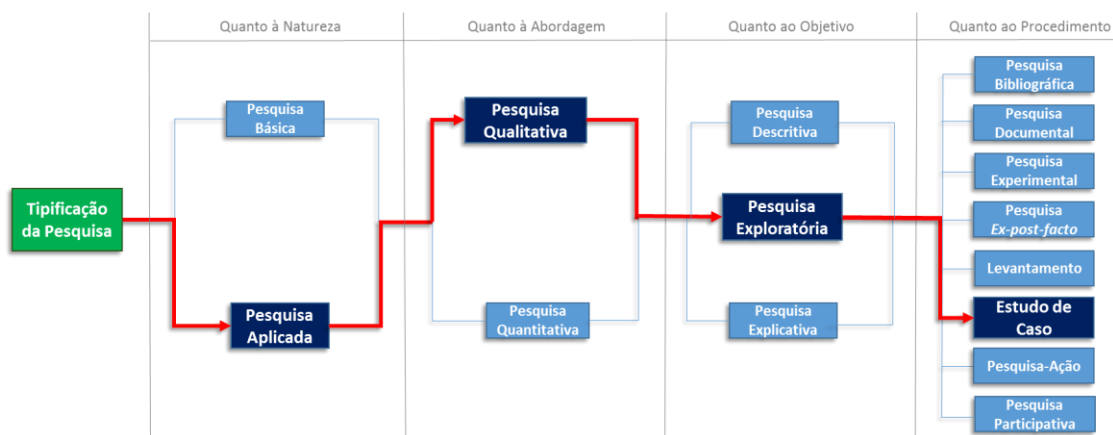 Quanto à Natureza
Quanto à Abordagem
Quanto ao Objetivo
Quanto ao Procedimento
Tipificação
da Pesquisa
Pesquisa
Básica
Pesquisa
Aplicada
Pesquisa
Qualitativa
Pesquisa
Quantitativa
Pesquisa
Descritiva
Pesquisa
Exploratória
Pesquisa
Explicativa
Pesquisa
Bibliográfica
Pesquisa
Documental
Pesquisa
Experimental
Pesquisa
Ex-post-facto
Levantamento
Estudo de
Caso
Pesquisa-Ação
Pesquisa
Participativa